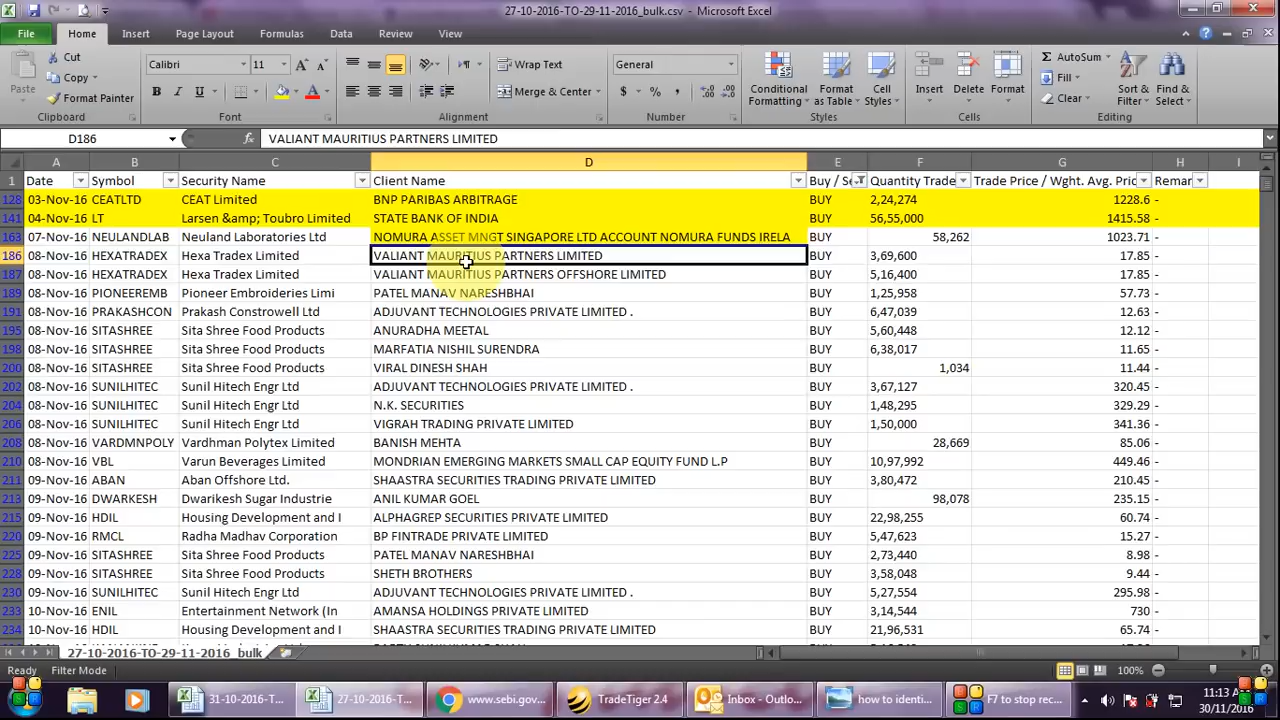 27-10-2016-TO-29-11-2016_bulk.csv - Microsoft Excel
File Home Insert Page Layout Formulas Data Review View
Cut
Copy
Format Painter
Paste
Clipboard
Calibri 11
Font
Wrap Text
Merge & Center
Alignment
General
Number
Conditional Formatting
Format as Table
Cell Styles
Styles
Insert Delete Format
Cells
AutoSum
Fill
Clear
Sort & Filter
Find & Select
Editing
D186 fx VALIANT MAURITIUS PARTNERS LIMITED
A B C D E F G H I
1 Date Symbol Security Name Client Name Buy / Se Quantity Trade Trade Price / Wght. Avg. Pric Remar
128 03-Nov-16 CEATLTD CEAT Limited BNP PARIBAS ARBITRAGE BUY 2,24,274 1228.6 -
141 04-Nov-16 LT Larsen &amp; Toubro Limited STATE BANK OF INDIA BUY 56,55,000 1415.58 -
163 07-Nov-16 NEULANDLAB Neuland Laboratories Ltd NOMURA ASSET MNGT SINGAPORE LTD ACCOUNT NOMURA FUNDS IRELA BUY 58,262 1023.71 -
186 08-Nov-16 HEXATRADEX Hexa Tradex Limited VALIANT MAURITIUS PARTNERS LIMITED BUY 3,69,600 17.85 -
187 08-Nov-16 HEXATRADEX Hexa Tradex Limited VALIANT MAURITIUS PARTNERS OFFSHORE LIMITED BUY 5,16,400 17.85 -
189 08-Nov-16 PIONEEREMB Pioneer Embroideries Limi PATEL MANAV NARESHBHAI BUY 1,25,958 57.73 -
191 08-Nov-16 PRAKASHCON Prakash Constrowell Ltd ADJUVANT TECHNOLOGIES PRIVATE LIMITED . BUY 6,47,039 12.63 -
195 08-Nov-16 SITASHREE Sita Shree Food Products ANURADHA MEETAL BUY 5,60,448 12.12 -
198 08-Nov-16 SITASHREE Sita Shree Food Products MARFATIA NISHIL SURENDRA BUY 6,38,017 11.65 -
200 08-Nov-16 SITASHREE Sita Shree Food Products VIRAL DINESH SHAH BUY 1,034 11.44 -
202 08-Nov-16 SUNILHITEC Sunil Hitech Engr Ltd ADJUVANT TECHNOLOGIES PRIVATE LIMITED . BUY 3,67,127 320.45 -
204 08-Nov-16 SUNILHITEC Sunil Hitech Engr Ltd N.K. SECURITIES BUY 1,48,295 329.29 -
206 08-Nov-16 SUNILHITEC Sunil Hitech Engr Ltd VIGRAH TRADING PRIVATE LIMITED BUY 1,50,000 341.36 -
208 08-Nov-16 VARDMNPOLY Vardhman Polytex Limited BANISH MEHTA BUY 28,669 85.06 -
210 08-Nov-16 VBL Varun Beverages Limited MONDRIAN EMERGING MARKETS SMALL CAP EQUITY FUND L.P BUY 10,97,992 449.46 -
211 09-Nov-16 ABAN Aban Offshore Ltd. SHAASTRA SECURITIES TRADING PRIVATE LIMITED BUY 3,80,472 210.45 -
213 09-Nov-16 DWARKESH Dwarikesh Sugar Industrie ANIL KUMAR GOEL BUY 98,078 235.15 -
215 09-Nov-16 HDIL Housing Development and I ALPHAGREP SECURITIES PRIVATE LIMITED BUY 22,98,255 60.74 -
220 09-Nov-16 RMCL Radha Madhav Corporation BP FINTRADE PRIVATE LIMITED BUY 5,47,623 15.27 -
225 09-Nov-16 SITASHREE Sita Shree Food Products PATEL MANAV NARESHBHAI BUY 2,73,440 8.98 -
228 09-Nov-16 SITASHREE Sita Shree Food Products SHETH BROTHERS BUY 3,58,048 9.44 -
230 09-Nov-16 SUNILHITEC Sunil Hitech Engr Ltd ADJUVANT TECHNOLOGIES PRIVATE LIMITED . BUY 5,27,554 295.98 -
233 10-Nov-16 ENIL Entertainment Network (In AMANSA HOLDINGS PRIVATE LIMITED BUY 3,14,544 730 -
234 10-Nov-16 HDIL Housing Development and I SHAASTRA SECURITIES TRADING PRIVATE LIMITED BUY 21,96,531 65.74 -
27-10-2016-TO-29-11-2016_bulk
Ready Filter Mode 100%
31-10-2016-T... 27-10-2016-T... www.sebi.gov... TradeTiger 2.4 Inbox - Outlo... how to identi... F7 to stop rec... 11:13 AM
30/11/2016